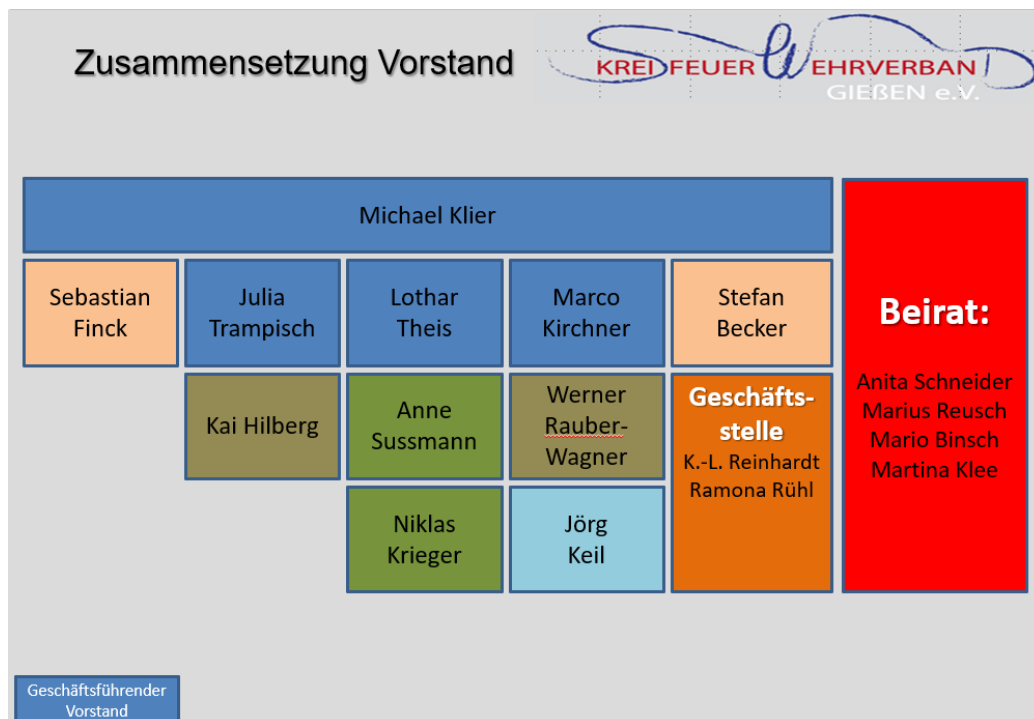 Zusammensetzung Vorstand
KREISFEUERWEHRVERBAND
GIEßEN e.V.
Michael Klier
Sebastian
Finck
Julia
Trampisch
Lothar
Theis
Marco
Kirchner
Stefan
Becker
Kai Hilberg
Anne
Sussmann
Werner
Rauber-
Wagner
Geschäfts-
stelle
K.-L. Reinhardt
Ramona Rühl
Niklas
Krieger
Jörg
Keil
Beirat:
Anita Schneider
Marius Reusch
Mario Binsch
Martina Klee
Geschäftsführender
Vorstand